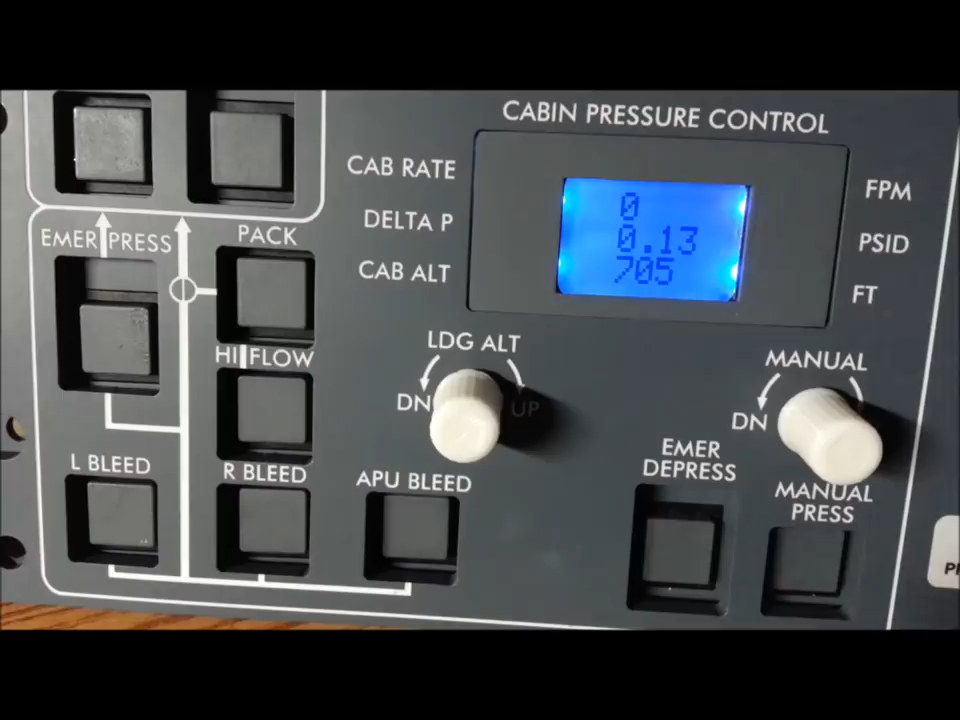 CABIN PRESSURE CONTROL
CAB RATE
0
FPM
DELTA P
0.13
PSID
CAB ALT
705
FT
EMER PRESS
PACK
HI FLOW
LDG ALT
DN
UP
MANUAL
DN
L BLEED
R BLEED
APU BLEED
EMER
DEPRESS
MANUAL
PRESS